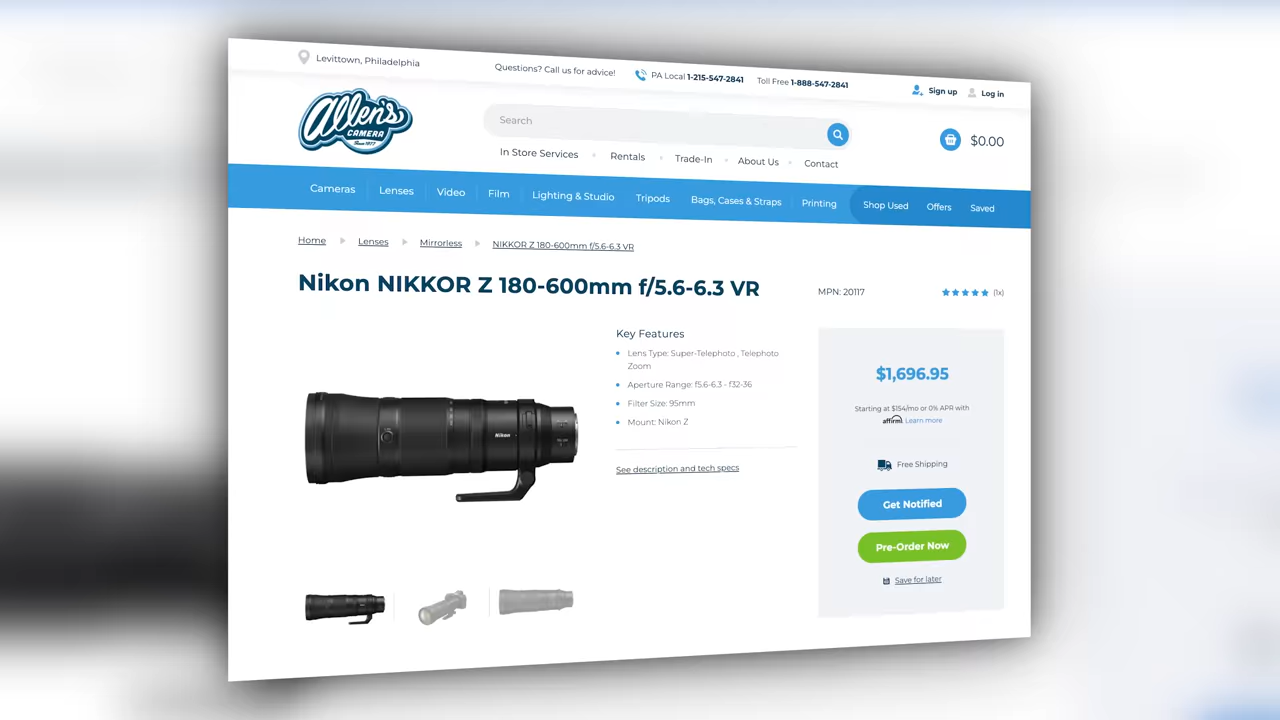 Levittown, Philadelphia
Questions? Call us for advice!
PA Local 1-215-547-2841
Toll Free 1-888-547-2841
Sign up
Log in
Allen's
CAMERA
Since 1977
Search
$0.00
In Store Services
Rentals
Trade-In
About Us
Contact
Cameras
Lenses
Video
Film
Lighting & Studio
Tripods
Bags, Cases & Straps
Printing
Shop Used
Offers
Saved
Home
Lenses
Mirrorless
NIKKOR Z 180-600mm f/5.6-6.3 VR
Nikon NIKKOR Z 180-600mm f/5.6-6.3 VR
MPN: 20117
(1x)
Key Features
Lens Type: Super-Telephoto , Telephoto
Zoom
Aperture Range: f5.6-6.3 - f32-36
Filter Size: 95mm
Mount: Nikon Z
See description and tech specs
Nikon
$1,696.95
Starting at $154/mo or 0% APR with
affirm. Learn more
Free Shipping
Get Notified
Pre-Order Now
Save for later